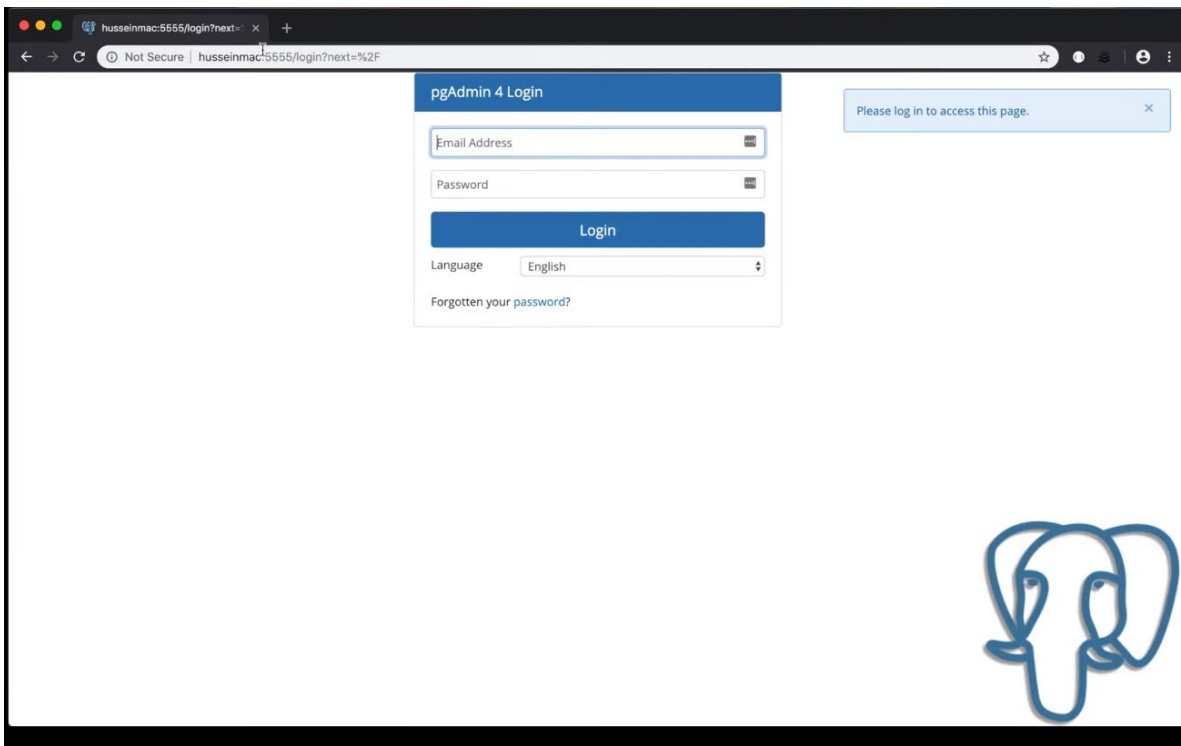 husseinmac:5555/login?next=
Not Secure | husseinmac:5555/login?next=%2F
pgAdmin 4 Login
Please log in to access this page.
Email Address
Password
Login
Language English
Forgotten your password?